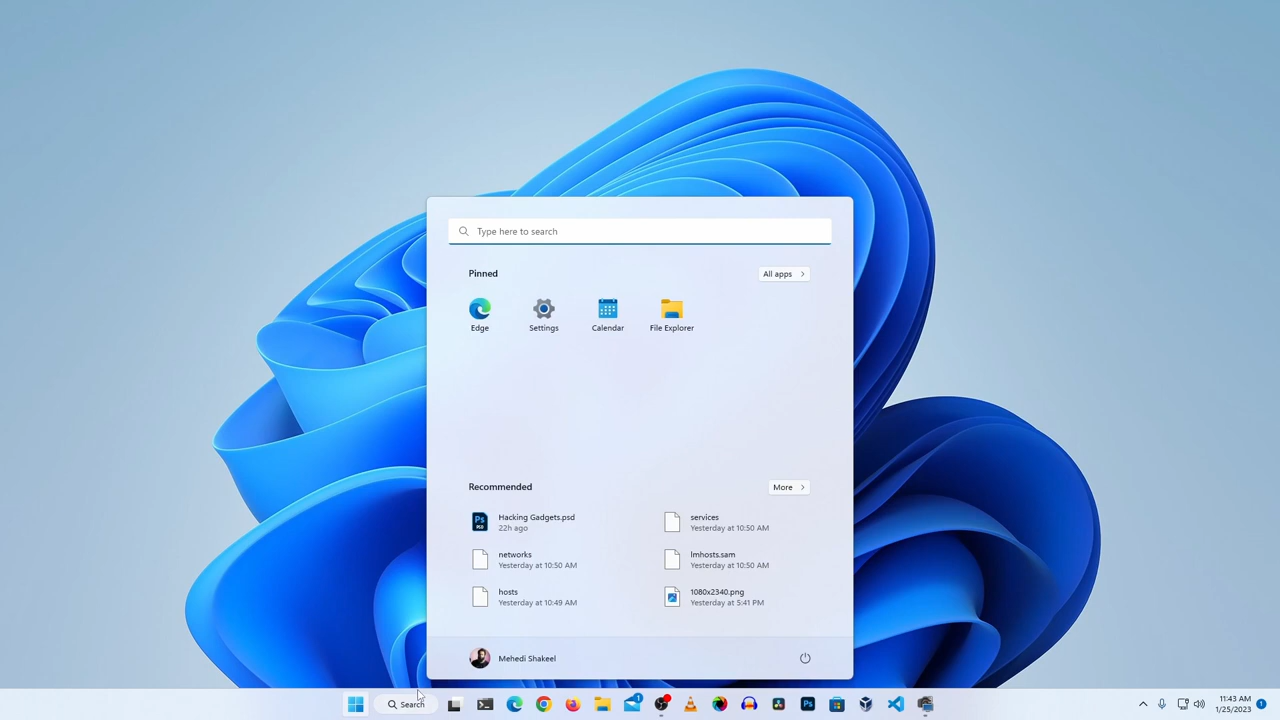 Type here to search
Pinned
All apps
Edge
Settings
Calendar
File Explorer
Recommended
More
Hacking Gadgets.psd
22h ago
services
Yesterday at 10:50 AM
networks
Yesterday at 10:50 AM
lmhosts.sam
Yesterday at 10:50 AM
hosts
Yesterday at 10:49 AM
1080x2340.png
Yesterday at 5:41 PM
Mehedi Shakeel
Search
1
Ps
11:43 AM
1/25/2023
1